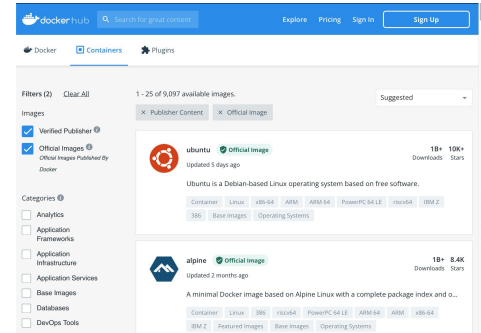 dockerhub
Search for great content
Explore Pricing Sign In Sign Up
Docker Containers Plugins
Filters (2) Clear All
1 - 25 of 9,097 available images.
Suggested
Images
× Publisher Content × Official Image
Verified Publisher
Official Images
Official Images Published By
Docker
ubuntu Official Image
Updated 5 days ago
1B+ 10K+
Downloads Stars
Ubuntu is a Debian-based Linux operating system based on free software.
Container Linux x86-64 ARM ARM 64 PowerPC 64 LE riscv64 IBM Z
386 Base Images Operating Systems
Categories
Analytics
Application
Frameworks
Application
Infrastructure
Application Services
Base Images
Databases
DevOps Tools
alpine Official Image
Updated 2 months ago
1B+ 8.4K
Downloads Stars
A minimal Docker image based on Alpine Linux with a complete package index and o...
Container Linux 386 riscv64 PowerPC 64 LE ARM 64 ARM x86-64
IBM Z Featured Images Base Images Operating Systems